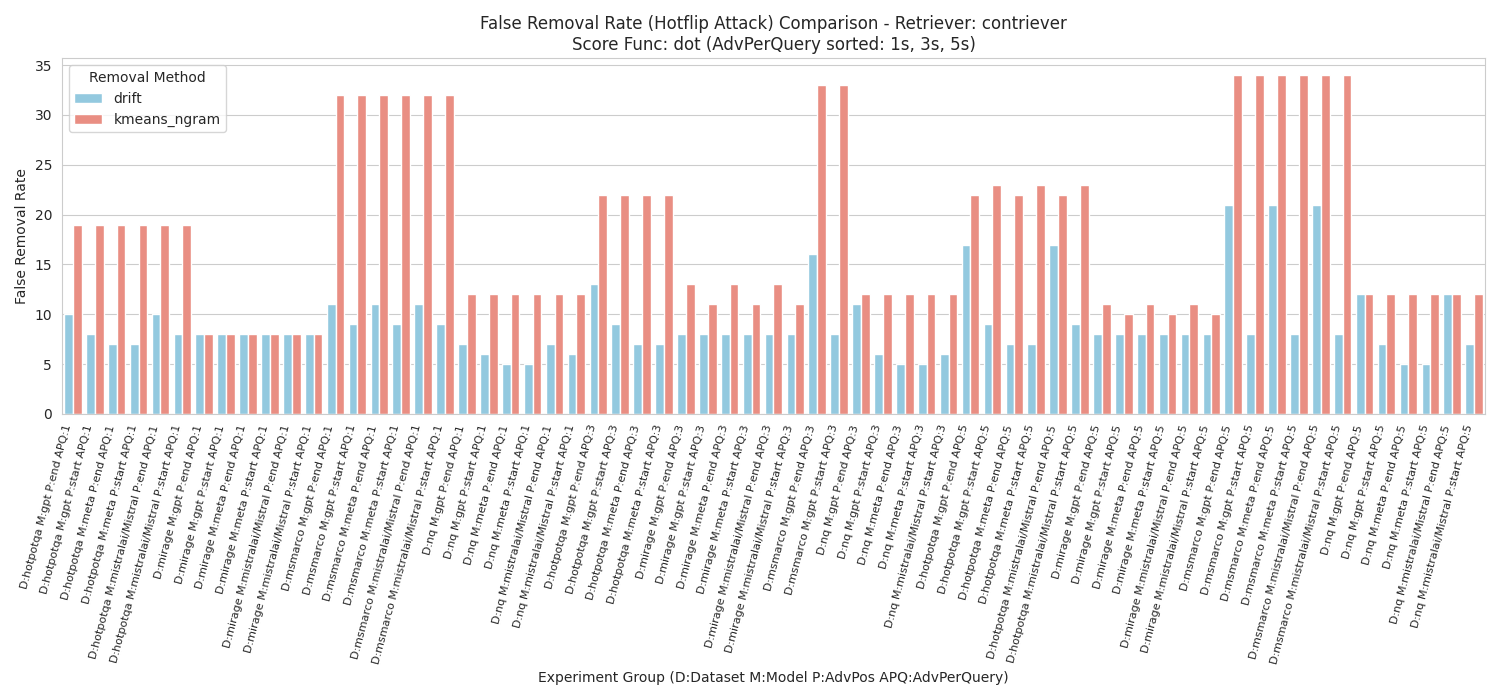 False Removal Rate (Hotflip Attack) Comparison - Retriever: contriever
Score Func: dot (AdvPerQuery sorted: 1s, 3s, 5s)
Removal Method
drift
kmeans_ngram
False Removal Rate
35
30
25
20
15
10
5
0
D:hotpotqa M:gpt P:end APQ:1
D:hotpotqa M:gpt P:start APQ:1
D:hotpotqa M:meta P:end APQ:1
D:hotpotqa M:meta P:start APQ:1
D:hotpotqa M:mistralai/Mistral P:end APQ:1
D:hotpotqa M:mistralai/Mistral P:start APQ:1
D:mirage M:gpt P:end APQ:1
D:mirage M:gpt P:start APQ:1
D:mirage M:meta P:end APQ:1
D:mirage M:meta P:start APQ:1
D:mirage M:mistralai/Mistral P:end APQ:1
D:mirage M:mistralai/Mistral P:start APQ:1
D:msmarco M:gpt P:end APQ:1
D:msmarco M:gpt P:start APQ:1
D:msmarco M:meta P:end APQ:1
D:msmarco M:meta P:start APQ:1
D:msmarco M:mistralai/Mistral P:end APQ:1
D:msmarco M:mistralai/Mistral P:start APQ:1
D:nq M:gpt P:end APQ:1
D:nq M:gpt P:start APQ:1
D:nq M:meta P:end APQ:1
D:nq M:meta P:start APQ:1
D:nq M:mistralai/Mistral P:end APQ:1
D:nq M:mistralai/Mistral P:start APQ:1
D:hotpotqa M:gpt P:end APQ:3
D:hotpotqa M:gpt P:start APQ:3
D:hotpotqa M:meta P:end APQ:3
D:hotpotqa M:meta P:start APQ:3
D:mirage M:gpt P:end APQ:3
D:mirage M:gpt P:start APQ:3
D:mirage M:meta P:end APQ:3
D:mirage M:meta P:start APQ:3
D:mirage M:mistralai/Mistral P:end APQ:3
D:mirage M:mistralai/Mistral P:start APQ:3
D:msmarco M:gpt P:end APQ:3
D:msmarco M:gpt P:start APQ:3
D:nq M:gpt P:end APQ:3
D:nq M:gpt P:start APQ:3
D:nq M:meta P:end APQ:3
D:nq M:meta P:start APQ:3
D:nq M:mistralai/Mistral P:start APQ:3
D:hotpotqa M:gpt P:end APQ:5
D:hotpotqa M:gpt P:start APQ:5
D:hotpotqa M:meta P:end APQ:5
D:hotpotqa M:meta P:start APQ:5
D:hotpotqa M:mistralai/Mistral P:end APQ:5
D:hotpotqa M:mistralai/Mistral P:start APQ:5
D:mirage M:gpt P:end APQ:5
D:mirage M:gpt P:start APQ:5
D:mirage M:meta P:end APQ:5
D:mirage M:meta P:start APQ:5
D:mirage M:mistralai/Mistral P:end APQ:5
D:mirage M:mistralai/Mistral P:start APQ:5
D:msmarco M:gpt P:end APQ:5
D:msmarco M:gpt P:start APQ:5
D:msmarco M:meta P:end APQ:5
D:msmarco M:meta P:start APQ:5
D:msmarco M:mistralai/Mistral P:end APQ:5
D:msmarco M:mistralai/Mistral P:start APQ:5
D:nq M:gpt P:end APQ:5
D:nq M:gpt P:start APQ:5
D:nq M:meta P:end APQ:5
D:nq M:meta P:start APQ:5
D:nq M:mistralai/Mistral P:end APQ:5
D:nq M:mistralai/Mistral P:start APQ:5
Experiment Group (D:Dataset M:Model P:AdvPos APQ:AdvPerQuery)